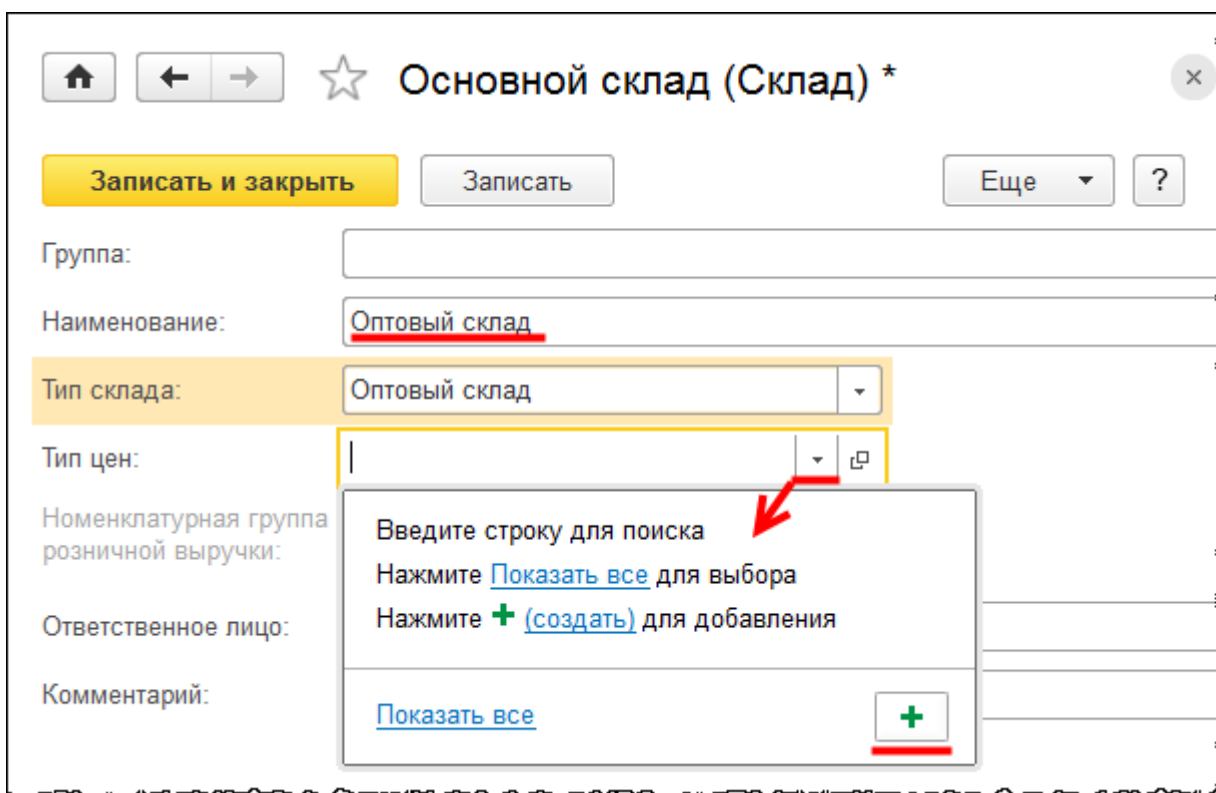 Основной склад (Склад) *
Записать и закрыть Записать Еще ?
Группа:
Наименование: Оптовый склад
Тип склада: Оптовый склад
Тип цен:
Номенклатурная группа
розничной выручки:
Введите строку для поиска
Нажмите Показать все для выбора
Нажмите + (создать) для добавления
Ответственное лицо:
Комментарий:
Показать все